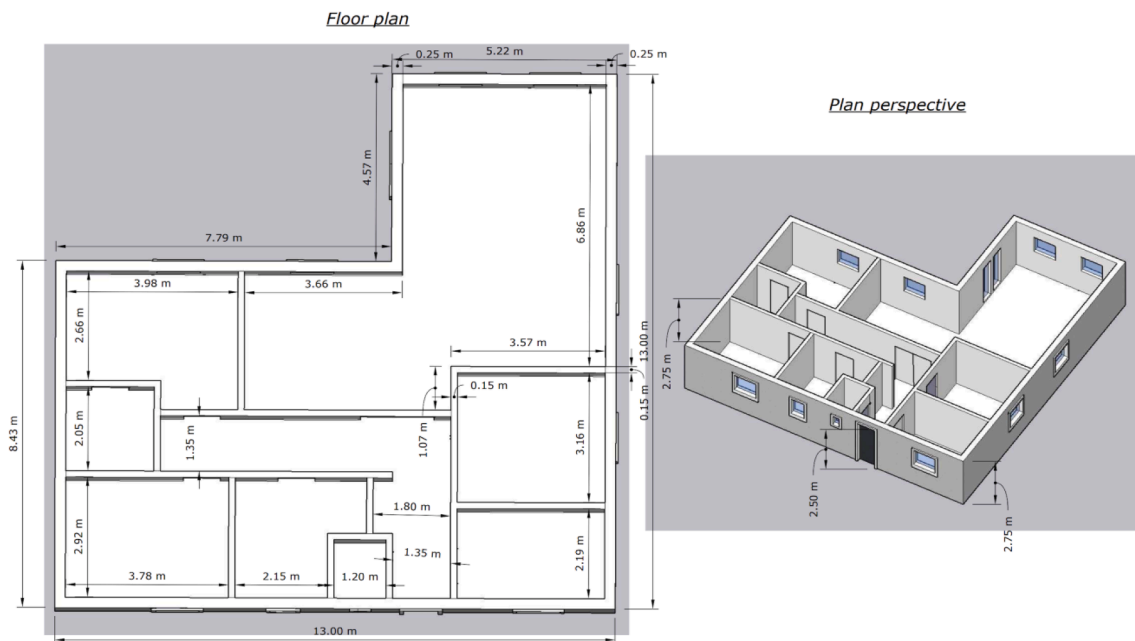 Floor plan
0.25 m
5.22 m
0.25 m
Plan perspective
4.57 m
6.86 m
7.79 m
3.98 m
3.66 m
2.66 m
3.57 m
13.00 m
0.15 m
0.15 m
1.07 m
2.05 m
1.35 m
3.16 m
8.43 m
1.80 m
2.92 m
1.35 m
2.19 m
3.78 m
2.15 m
1.20 m
13.00 m
2.75 m
2.50 m
2.75 m